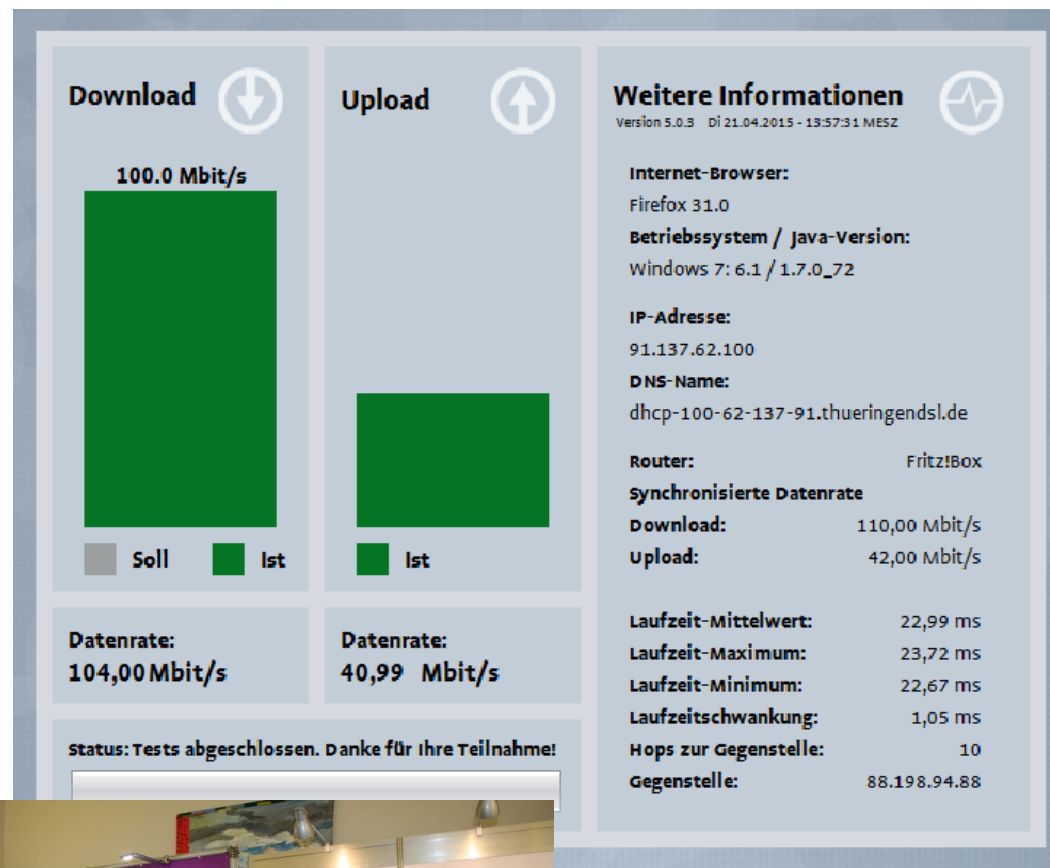 Download
100.0 Mbit/s
Soll
Ist
Datenrate:
104,00 Mbit/s
Upload
Ist
Datenrate:
40,99 Mbit/s
Status: Tests abgeschlossen. Danke für Ihre Teilnahme!
Weitere Informationen
Version 5.0.3 Di 21.04.2015 - 13:57:31 MESZ
Internet-Browser:
Firefox 31.0
Betriebssystem / Java-Version:
Windows 7: 6.1 / 1.7.0_72
IP-Adresse:
91.137.62.100
DNS-Name:
dhcp-100-62-137-91.thueringendsl.de
Router: Fritz!Box
Synchronisierte Datenrate
Download: 110,00 Mbit/s
Upload: 42,00 Mbit/s
Laufzeit-Mittelwert: 22,99 ms
Laufzeit-Maximum: 23,72 ms
Laufzeit-Minimum: 22,67 ms
Laufzeitschwankung: 1,05 ms
Hops zur Gegenstelle: 10
Gegenstelle: 88.198.94.88